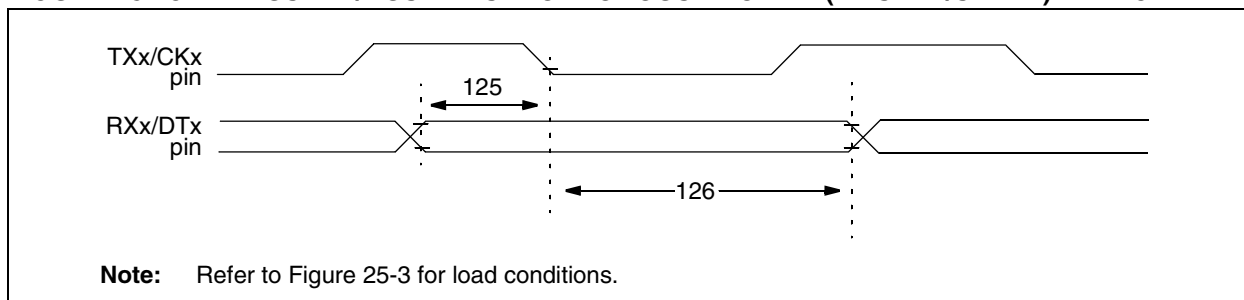 TXx/CKx
pin
125
RXx/DTx
pin
126
Note: Refer to Figure 25-3 for load conditions.